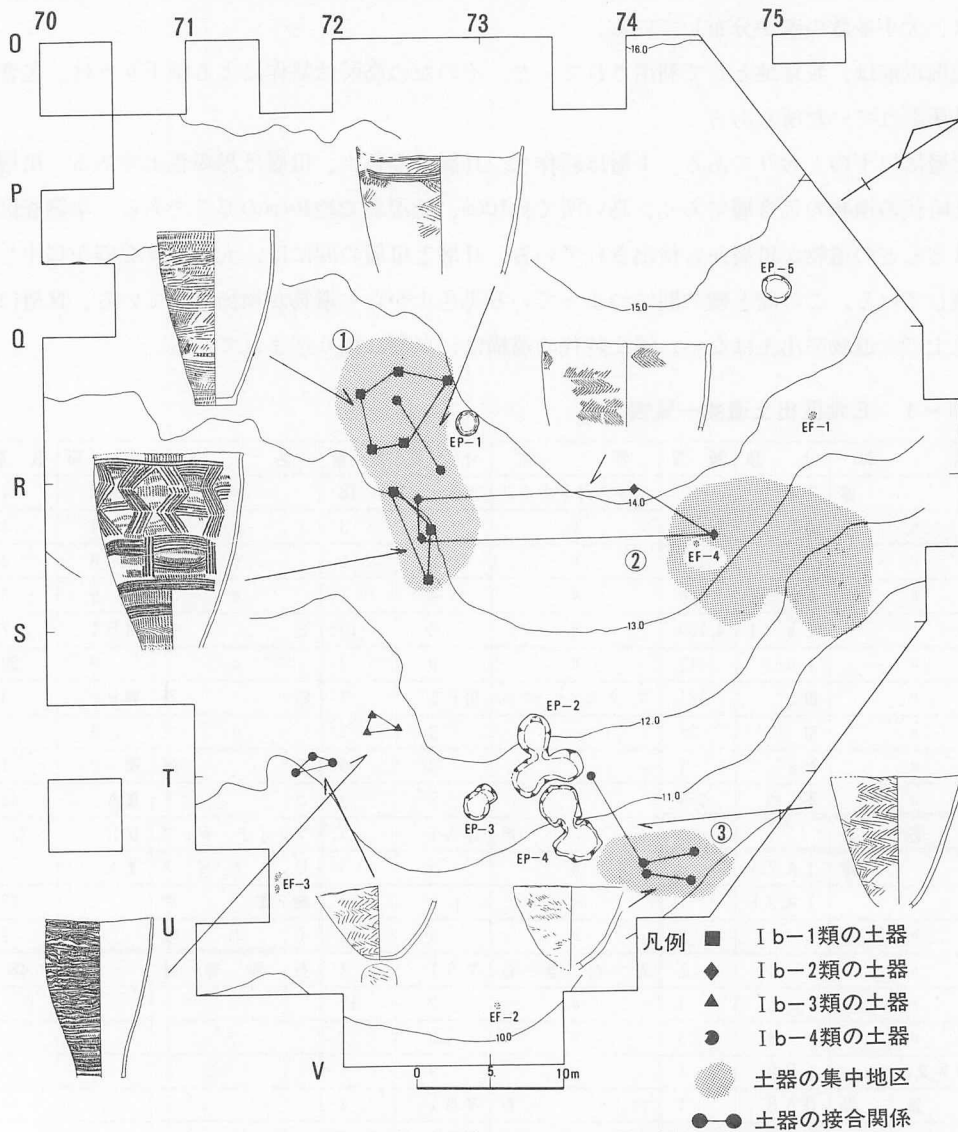 70 71 72 73 74 75
O
P
Q
R
S
T
U
V
16.0
15.0
14.0
13.0
12.0
11.0
10.0
①
②
③
EP-5
EP-1
EF-1
EF-4
EP-2
EP-3
EP-4
EF-3
EF-2
凡例
Ⅰb-1類の土器
Ⅰb-2類の土器
Ⅰb-3類の土器
Ⅰb-4類の土器
土器の集中地区
土器の接合関係
0 5 10m